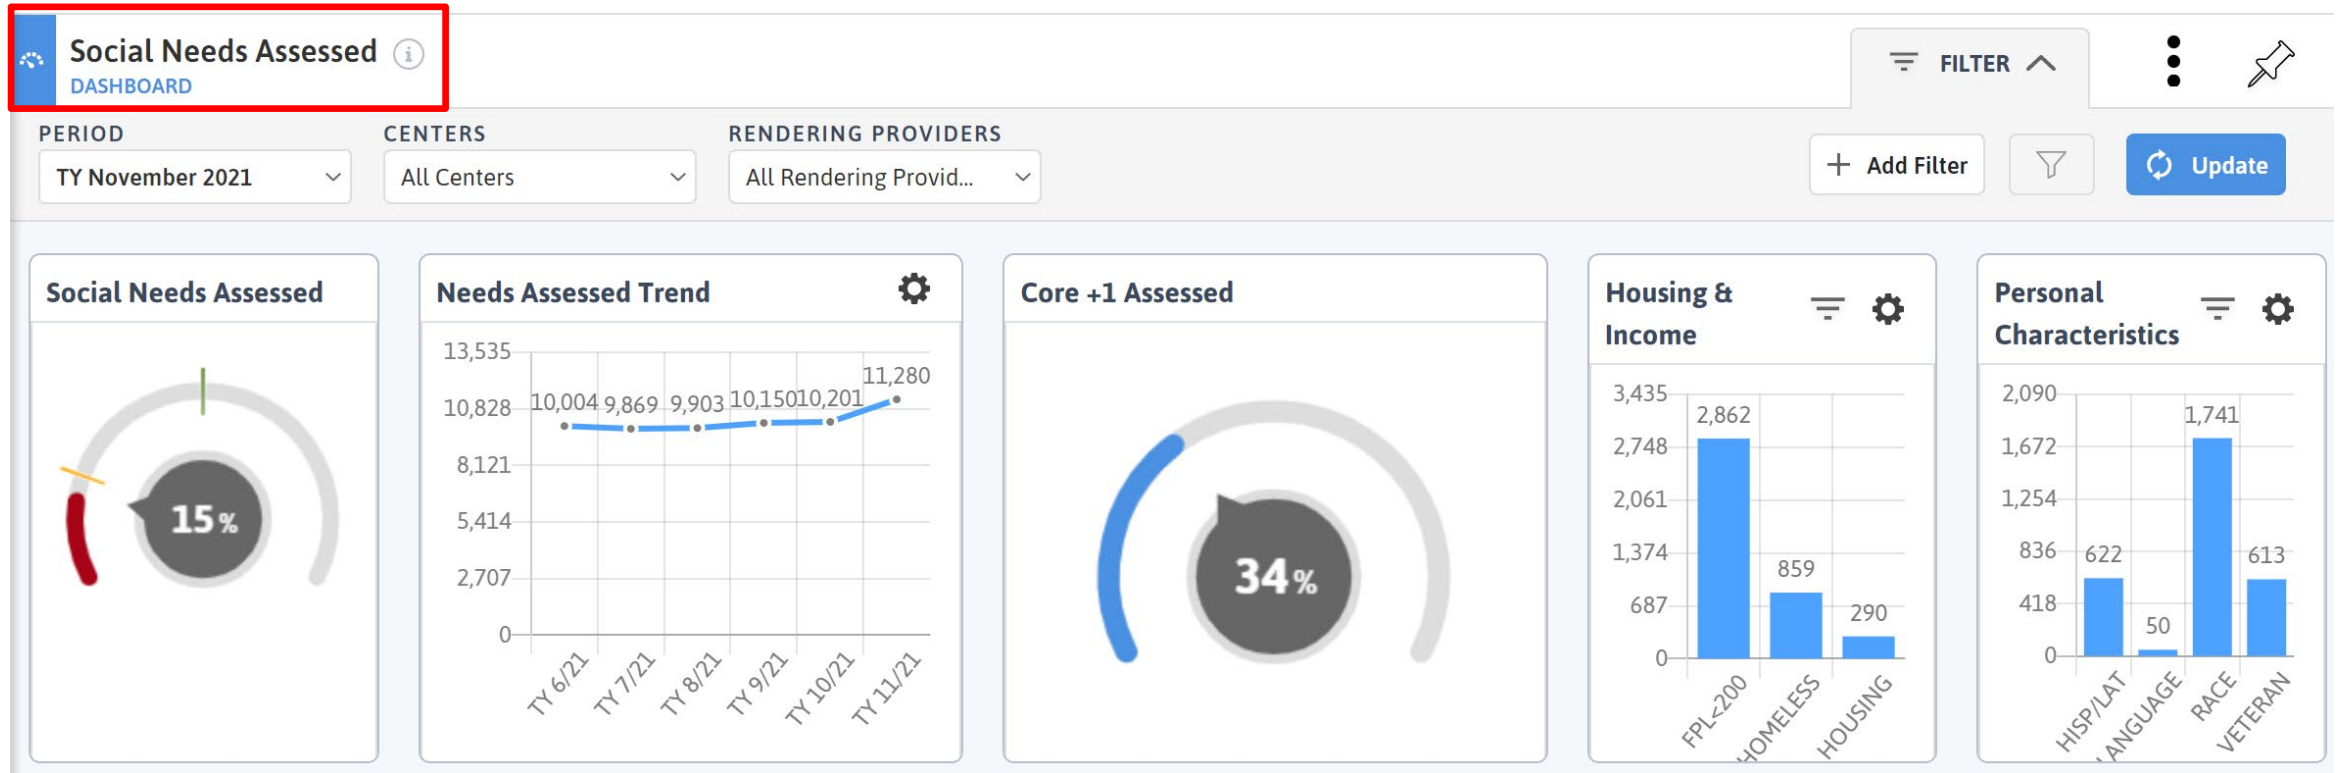 Social Needs Assessed
DASHBOARD
FILTER
PERIOD
CENTERS
RENDERING PROVIDERS
TY November 2021
All Centers
All Rendering Provid...
Add Filter
Update
Social Needs Assessed
15%
Needs Assessed Trend
13,535
10,828
8,121
5,414
2,707
0
10,004
9,869
9,903
10,150
10,201
11,280
TY 6/21
TY 7/21
TY 8/21
TY 9/21
TY 10/21
TY 11/21
Core +1 Assessed
34%
Housing &
Income
3,435
2,748
2,061
1,374
687
0
2,862
859
290
FPL<200
HOMELESS
HOUSING
Personal
Characteristics
2,090
1,672
1,254
836
418
0
622
50
1,741
613
HISP/LAT
LANGUAGE
RACE
VETERAN